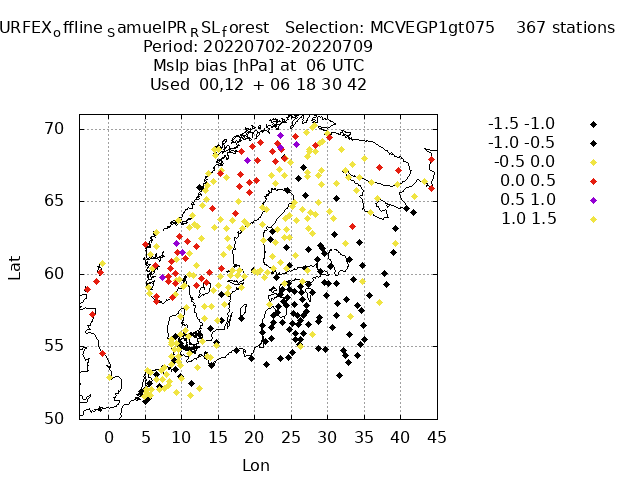 URFEXoffline SamuelPRRSLforest Selection: MCVEGP1gt075 367 stations
Period: 20220702-20220709
Mslp bias [hPa] at 06 UTC
Used 00,12 + 06 18 30 42
-1.5 -1.0
-1.0 -0.5
-0.5 0.0
0.0 0.5
0.5 1.0
1.0 1.5
70
65
60
55
50
Lat
0 5 10 15 20 25 30 35 40 45
Lon